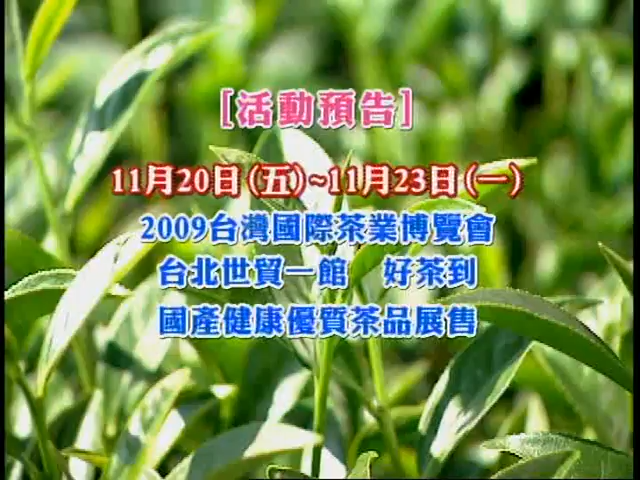 [活動預告]
11月20日(五)~11月23日(一)
2009台灣國際茶業博覽會
台北世貿一館 好茶到
國產健康優質茶品展售